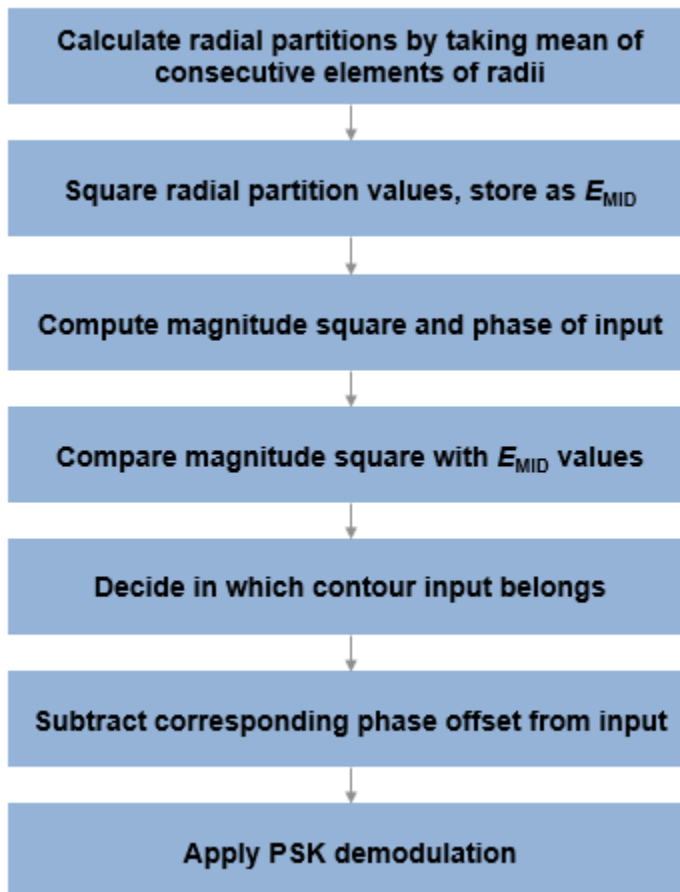 Calculate radial partitions by taking mean of
consecutive elements of radii
Square radial partition values, store as EMID
Compute magnitude square and phase of input
Compare magnitude square with EMID values
Decide in which contour input belongs
Subtract corresponding phase offset from input
Apply PSK demodulation